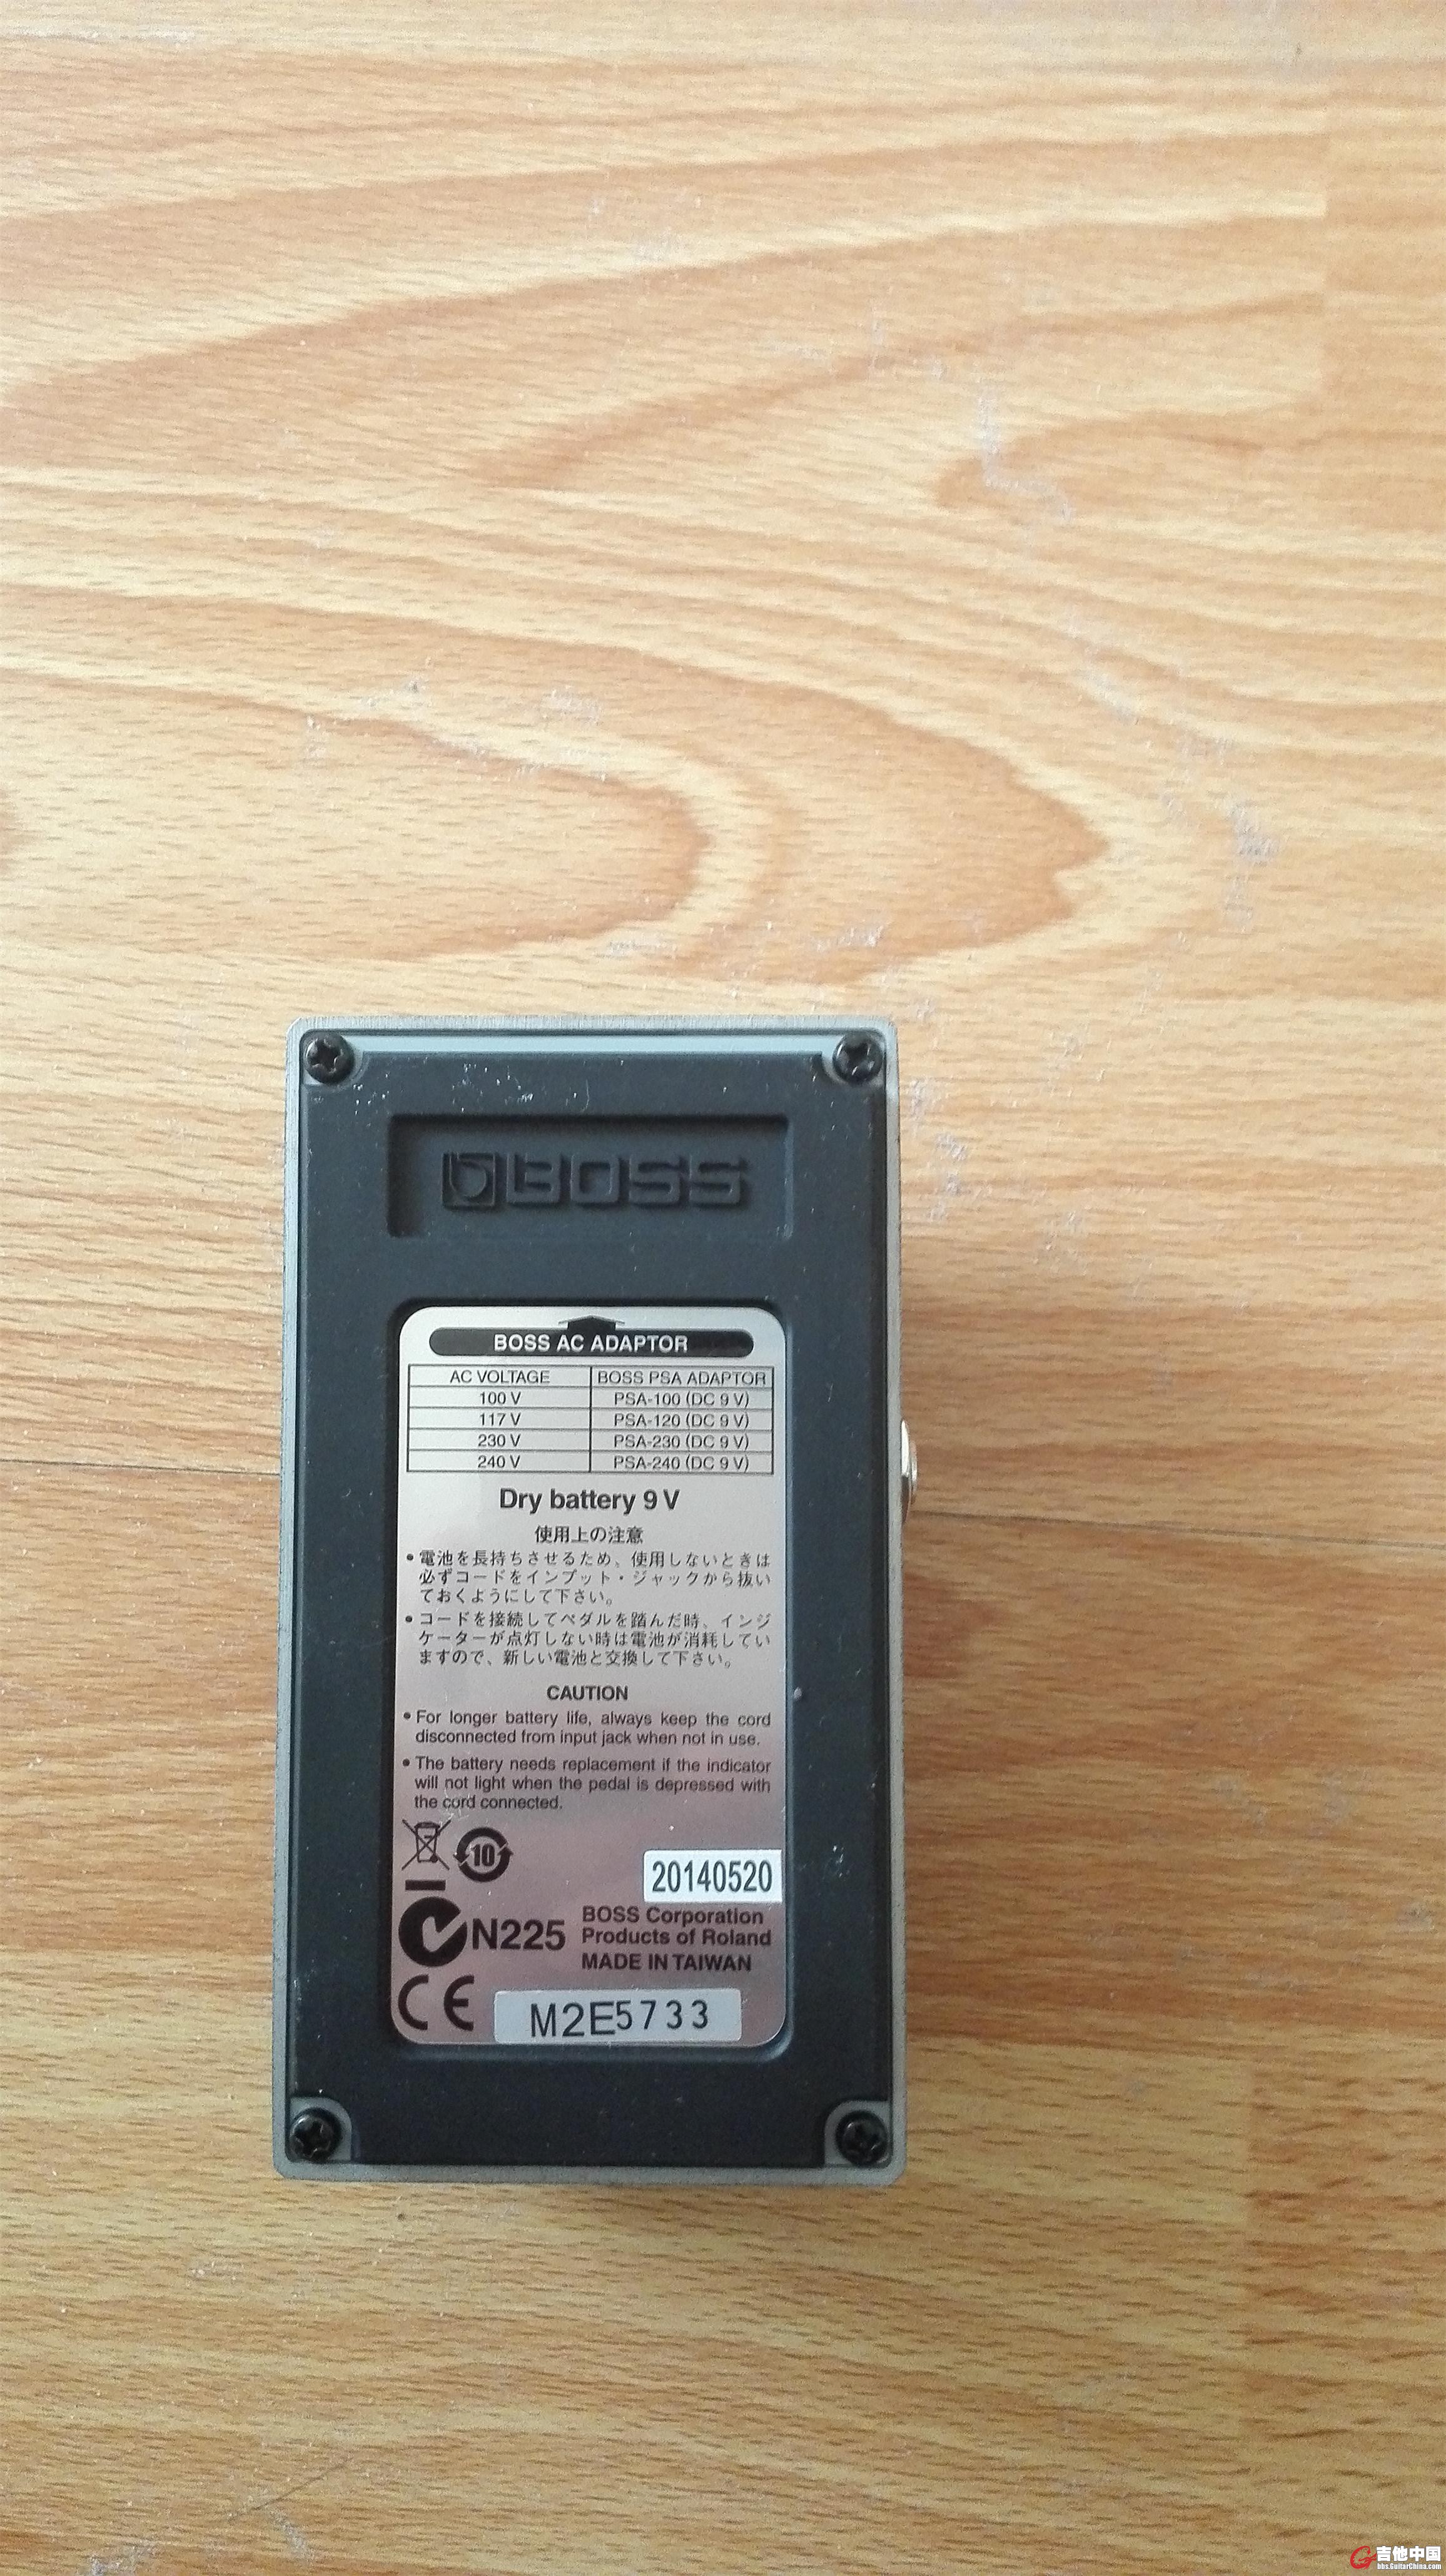 BOSS
BOSS AC ADAPTOR
AC VOLTAGE BOSS PSA ADAPTOR
100 V PSA-100 (DC 9 V)
117 V PSA-120 (DC 9 V)
230 V PSA-230 (DC 9 V)
240 V PSA-240 (DC 9 V)
Dry battery 9 V
使用上の注意
• 電池を長持ちさせるため、使用しないときは
必ずコードをインプット・ジャックから抜い
ておくようにして下さい。
• コードを接続してペダルを踏んだ時、インジ
ケーターが点灯しない時は電池が消耗してい
ますので、新しい電池と交換して下さい。
CAUTION
• For longer battery life, always keep the cord
disconnected from input jack when not in use.
• The battery needs replacement if the indicator
will not light when the pedal is depressed with
the cord connected.
10
20140520
N225
BOSS Corporation
Products of Roland
MADE IN TAIWAN
CE
M2E5733
吉他中国
bbs.GuitarChina.com